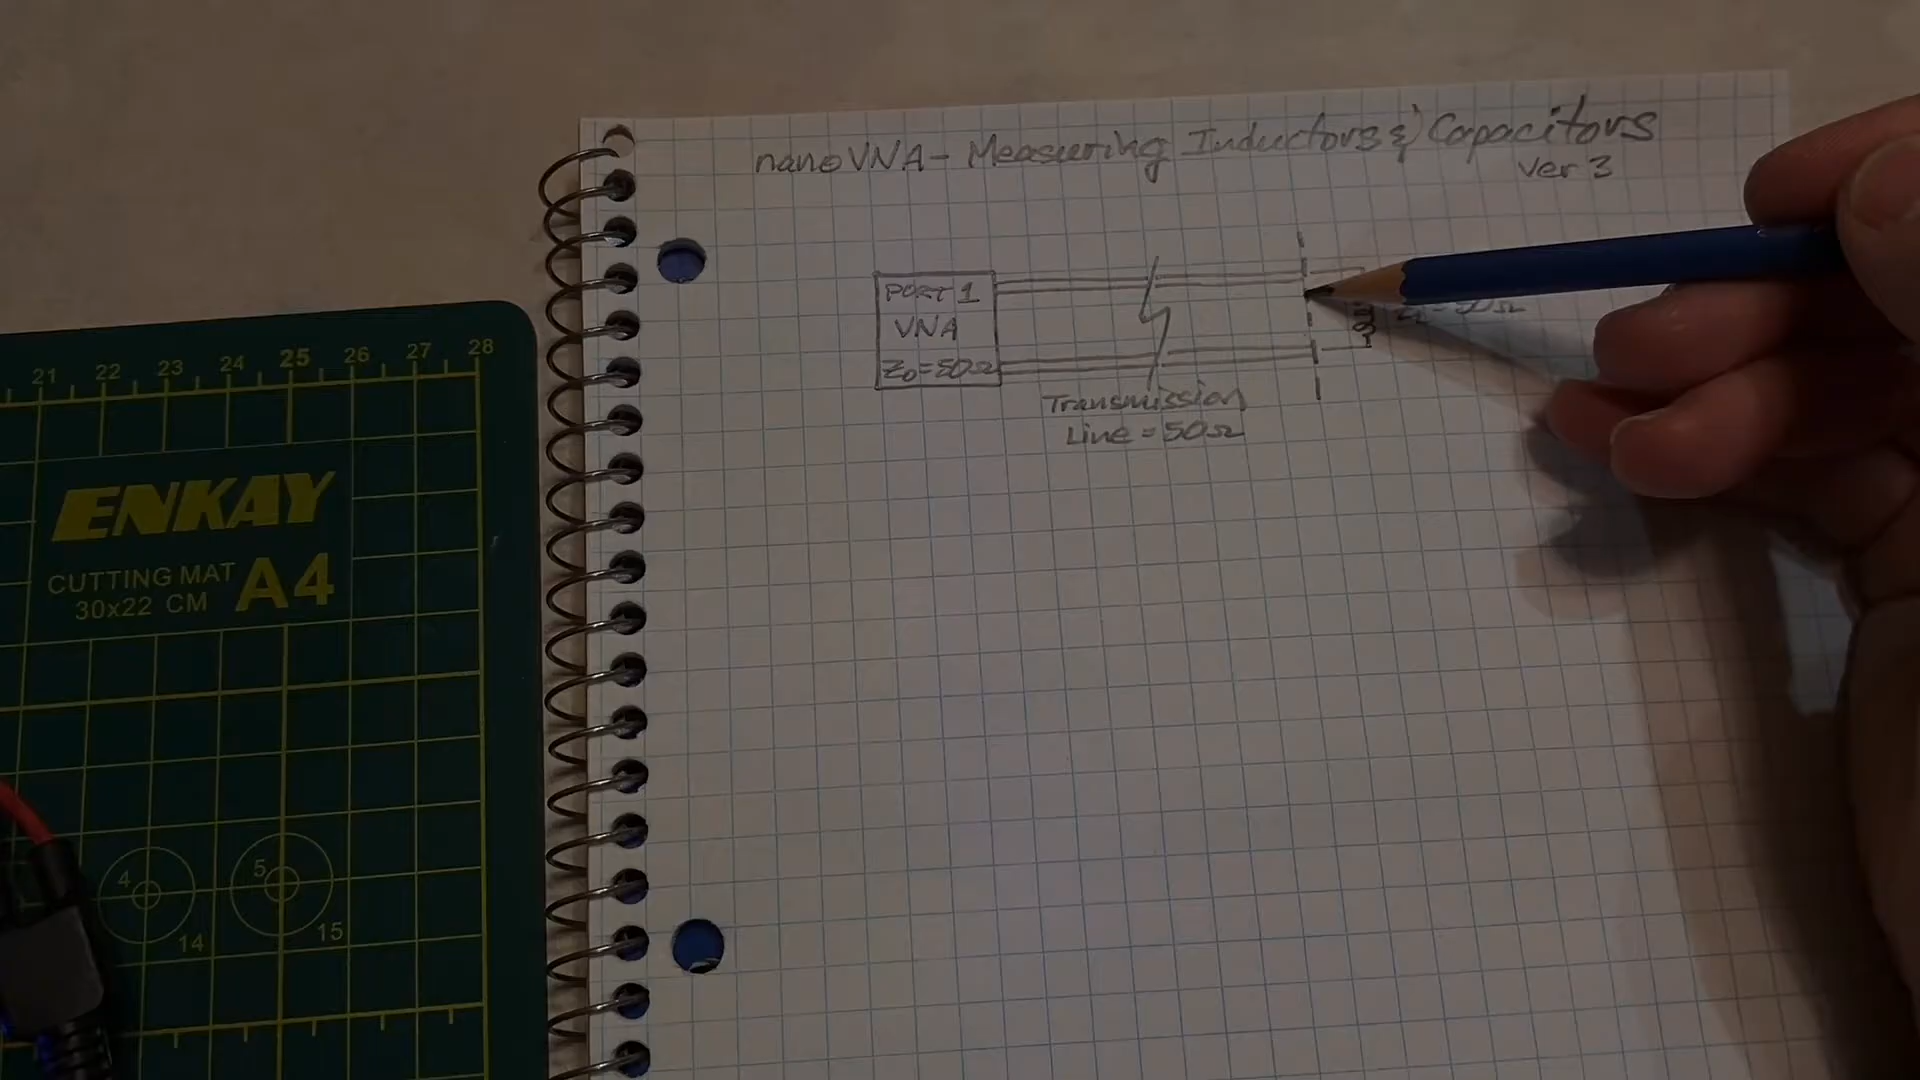 nanoVNA - Measuring Inductors & Capacitors
Ver 3
PORT 1
VNA
Z0=50Ω
Transmission
Line = 50Ω
21 22 23 24 25 26 27 28
ENKAY
CUTTING MAT
30x22 CM
A4
4
14
5
15